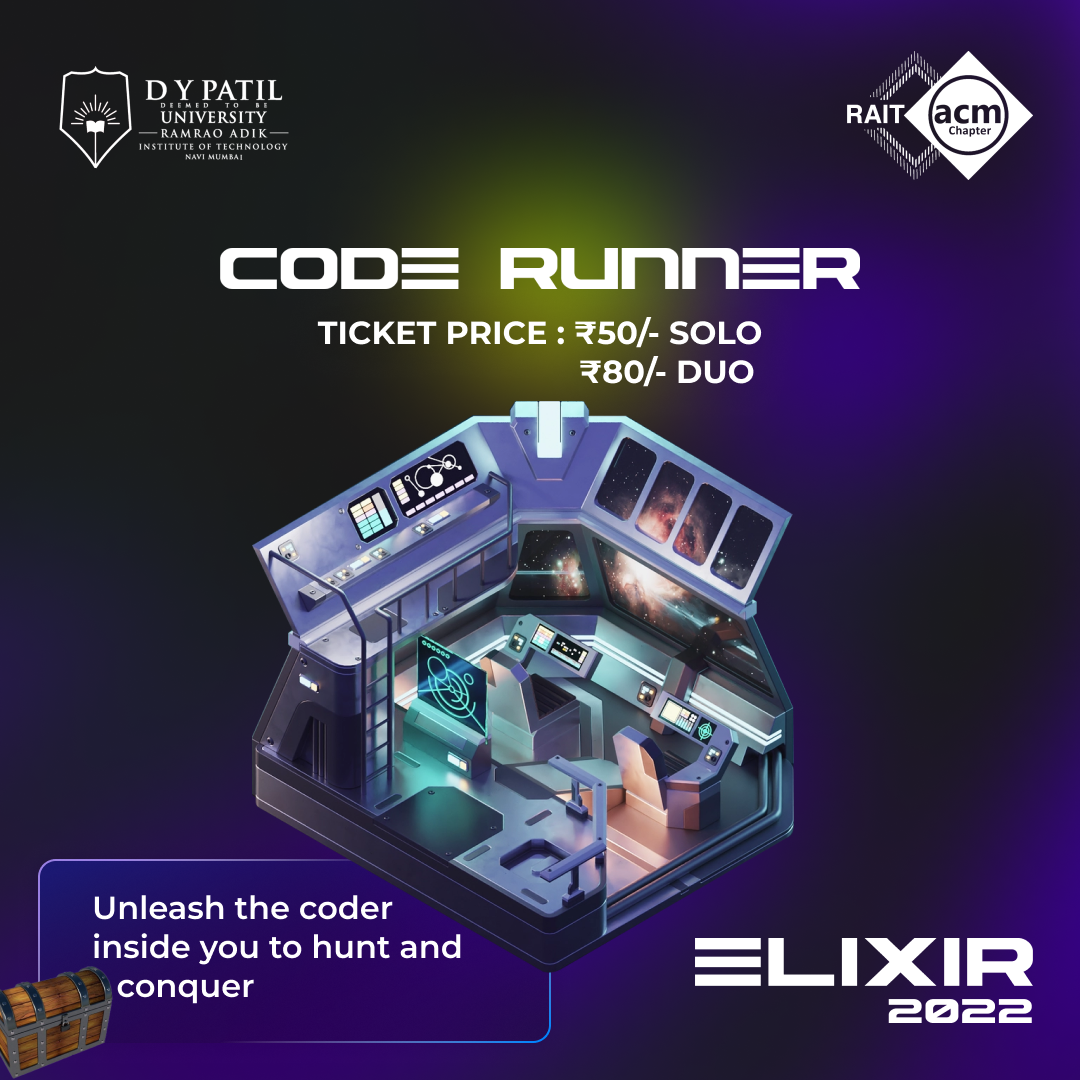 D Y PATIL
DEEMED TO BE
UNIVERSITY
RAMRAO ADIK
INSTITUTE OF TECHNOLOGY
NAVI MUMBAI
RAIT acm
Chapter
CODE RUNNER
TICKET PRICE : ₹50/- SOLO
₹80/- DUO
Unleash the coder
inside you to hunt and
conquer
ELIXIR
2022